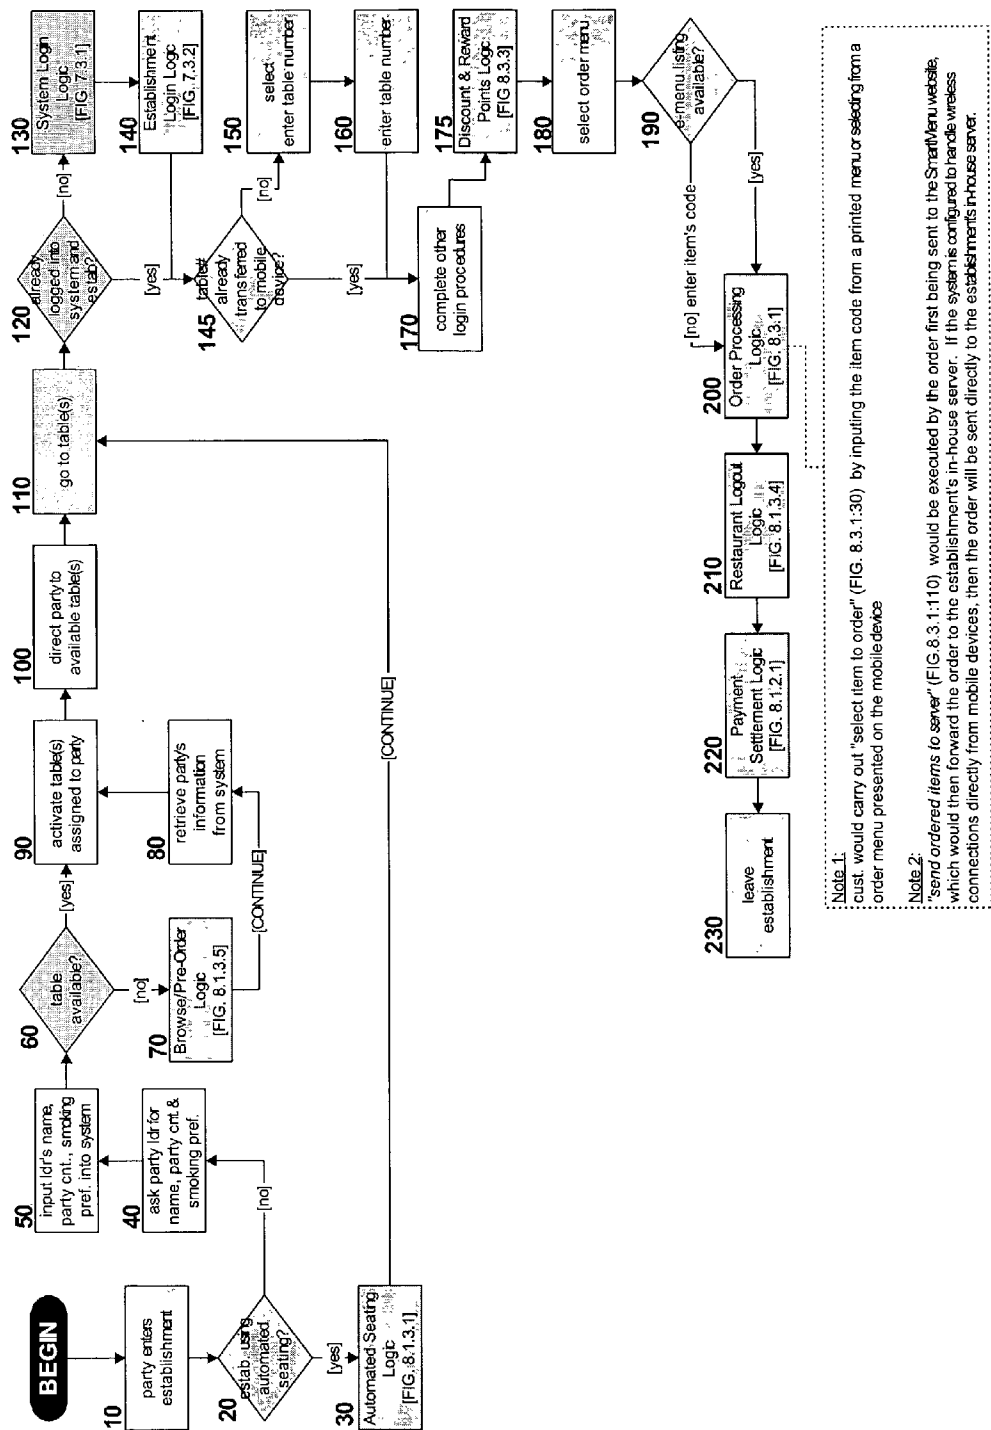 BEGIN
10
party enters
establishment
20
estab. using
automated
seating?
[yes]
[no]
30
Automated Seating
Logic
[FIG. 8.1.3.1]
40
ask party ldr for
name, party cnt. &
smoking pref.
50
input ldr's name,
party cnt., smoking
pref. into system
60
table
available?
[yes]
[no]
70
Browse/Pre-Order
Logic
[FIG. 8.1.3.5]
[CONTINUE]
80
retrieve party's
information
from system
90
activate table(s)
assigned to party
100
direct party to
available table(s)
[CONTINUE]
110
go to table(s)
120
already
logged into
system and
estab?
[no]
[yes]
130
System Login
Logic
[FIG. 7.3.1]
140
Establishment
Login Logic
[FIG. 7.3.2]
145
table#
already
transferred
to mobile
device?
[no]
[yes]
150
select
enter table number
160
enter table number
170
complete other
login procedures
175
Discount & Reward
Points Logic
[FIG 8.3.3]
180
select order menu
190
e-menu listing
available?
[no] enter item's code
[yes]
200
Order Processing
Logic
[FIG. 8.3.1]
210
Restaurant Logout
Logic
[FIG. 8.1.3.4]
220
Payment
Settlement Logic
[FIG. 8.1.2.1]
230
leave
establishment
Note 1:
cust. would carry out "select item to order" (FIG. 8.3.1:30) by inputing the item code from a printed menu or selecting from a
order menu presented on the mobile device
Note 2:
"send ordered items to server" (FIG.8.3.1:110) would be executed by the order first being sent to the SmartMenu website,
which would then forward the order to the establishment's in-house server. If the system is configured to handle wireless
connections directly from mobile devices, then the order will be sent directly to the establishment's in-house server.